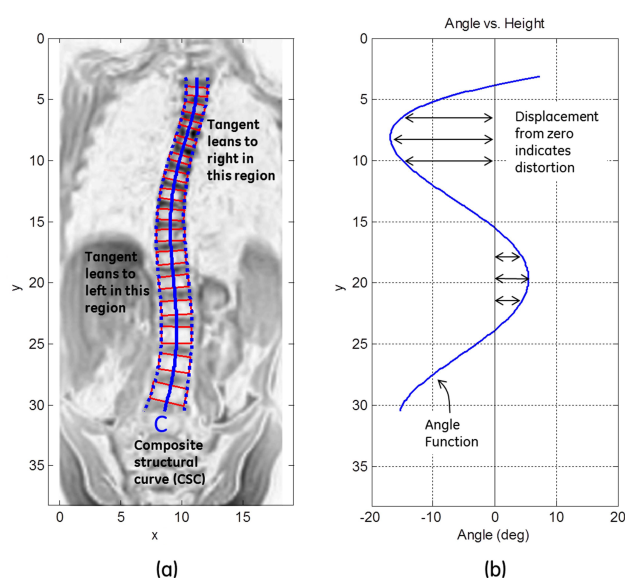 Angle vs. Height
0
5
10
15
20
25
30
35
y
0
5
10
15
x
Tangent
leans to
right in
this region
Tangent
leans to
left in this
region
C
Composite
structural
curve (CSC)
(a)
0
5
10
15
20
25
30
35
y
-20
-10
0
10
20
Angle (deg)
Displacement
from zero
indicates
distortion
Angle
Function
(b)